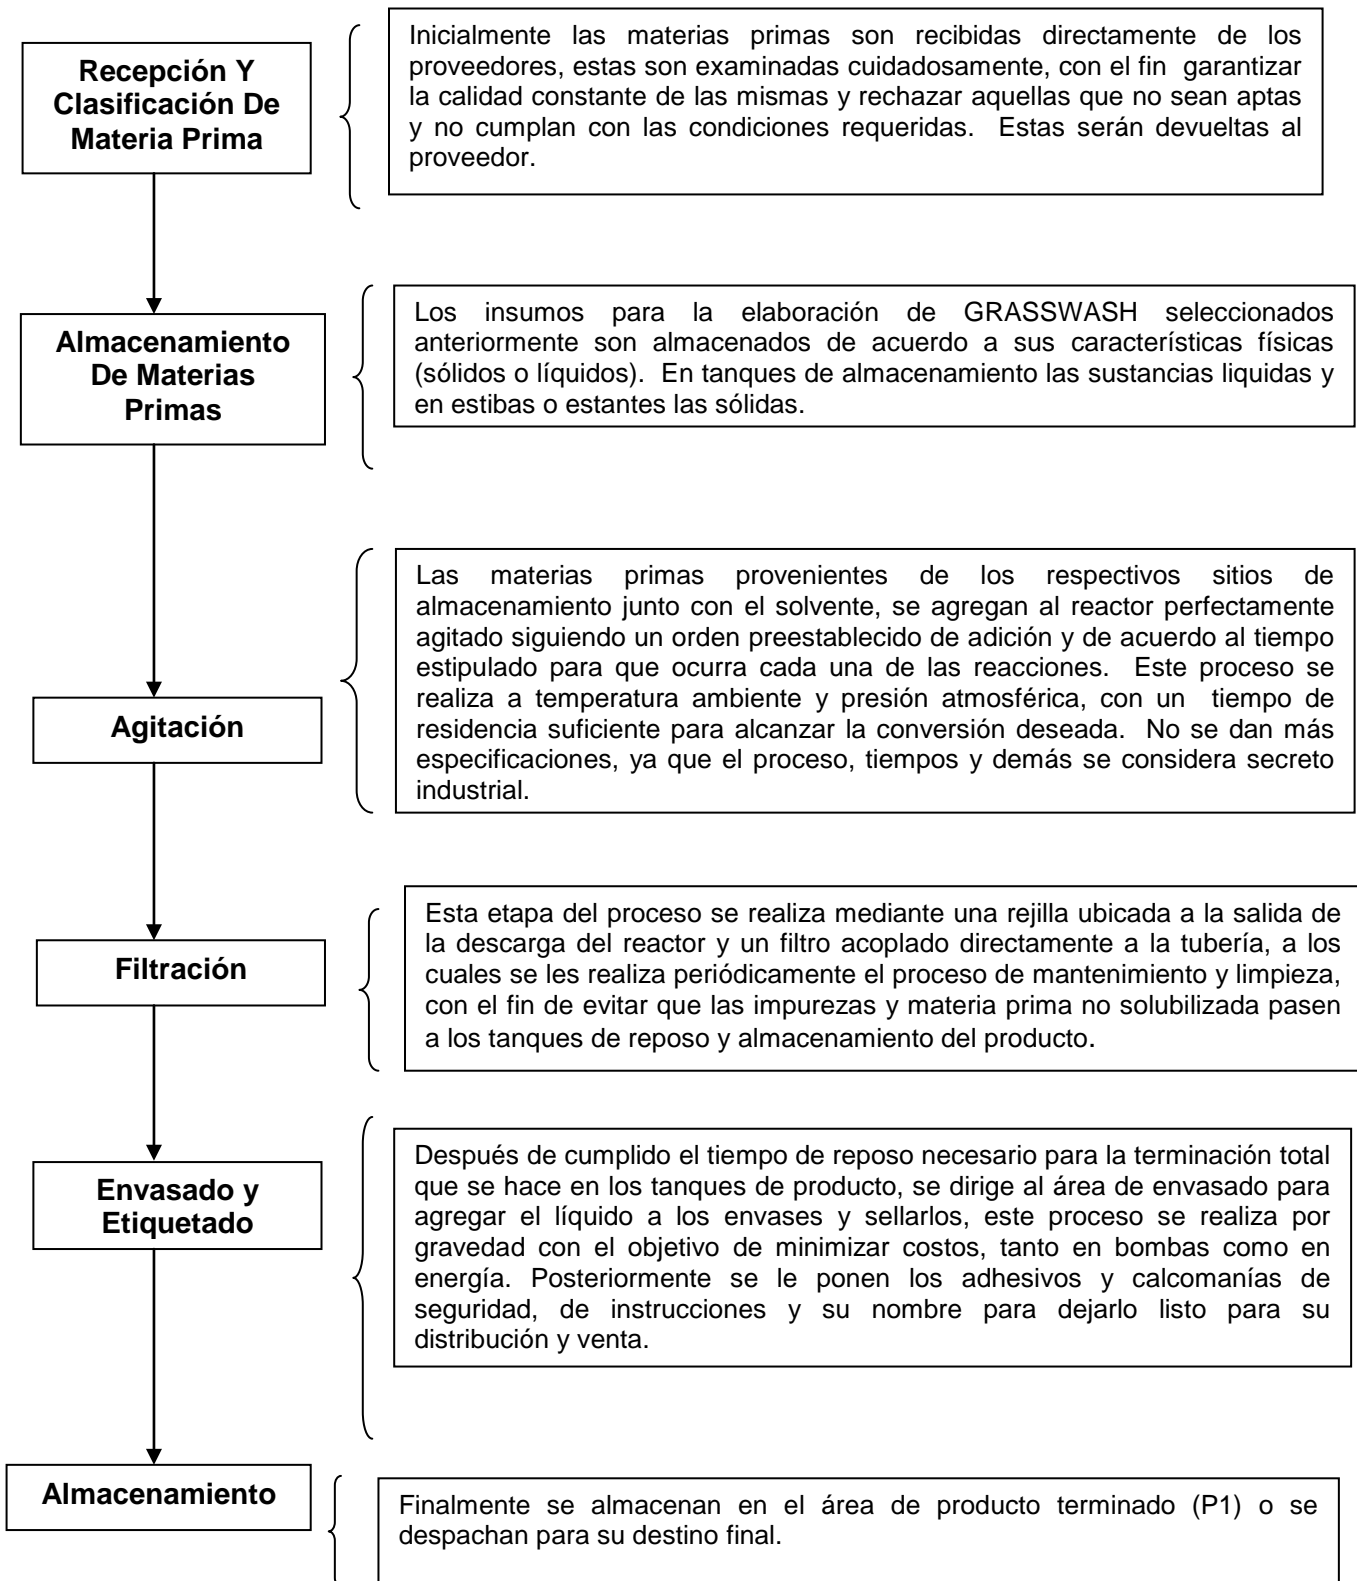 Recepción Y
Clasificación De
Materia Prima
Inicialmente las materias primas son recibidas directamente de los
proveedores, estas son examinadas cuidadosamente, con el fin garantizar
la calidad constante de las mismas y rechazar aquellas que no sean aptas
y no cumplan con las condiciones requeridas. Estas serán devueltas al
proveedor.
Almacenamiento
De Materias
Primas
Los insumos para la elaboración de GRASSWASH seleccionados
anteriormente son almacenados de acuerdo a sus características físicas
(sólidos o líquidos). En tanques de almacenamiento las sustancias liquidas y
en estibas o estantes las sólidas.
Agitación
Las materias primas provenientes de los respectivos sitios de
almacenamiento junto con el solvente, se agregan al reactor perfectamente
agitado siguiendo un orden preestablecido de adición y de acuerdo al tiempo
estipulado para que ocurra cada una de las reacciones. Este proceso se
realiza a temperatura ambiente y presión atmosférica, con un tiempo de
residencia suficiente para alcanzar la conversión deseada. No se dan más
especificaciones, ya que el proceso, tiempos y demás se considera secreto
industrial.
Filtración
Esta etapa del proceso se realiza mediante una rejilla ubicada a la salida de
la descarga del reactor y un filtro acoplado directamente a la tubería, a los
cuales se les realiza periódicamente el proceso de mantenimiento y limpieza,
con el fin de evitar que las impurezas y materia prima no solubilizada pasen
a los tanques de reposo y almacenamiento del producto.
Envasado y
Etiquetado
Después de cumplido el tiempo de reposo necesario para la terminación total
que se hace en los tanques de producto, se dirige al área de envasado para
agregar el líquido a los envases y sellarlos, este proceso se realiza por
gravedad con el objetivo de minimizar costos, tanto en bombas como en
energía. Posteriormente se le ponen los adhesivos y calcomanías de
seguridad, de instrucciones y su nombre para dejarlo listo para su
distribución y venta.
Almacenamiento
Finalmente se almacenan en el área de producto terminado (P1) o se
despachan para su destino final.